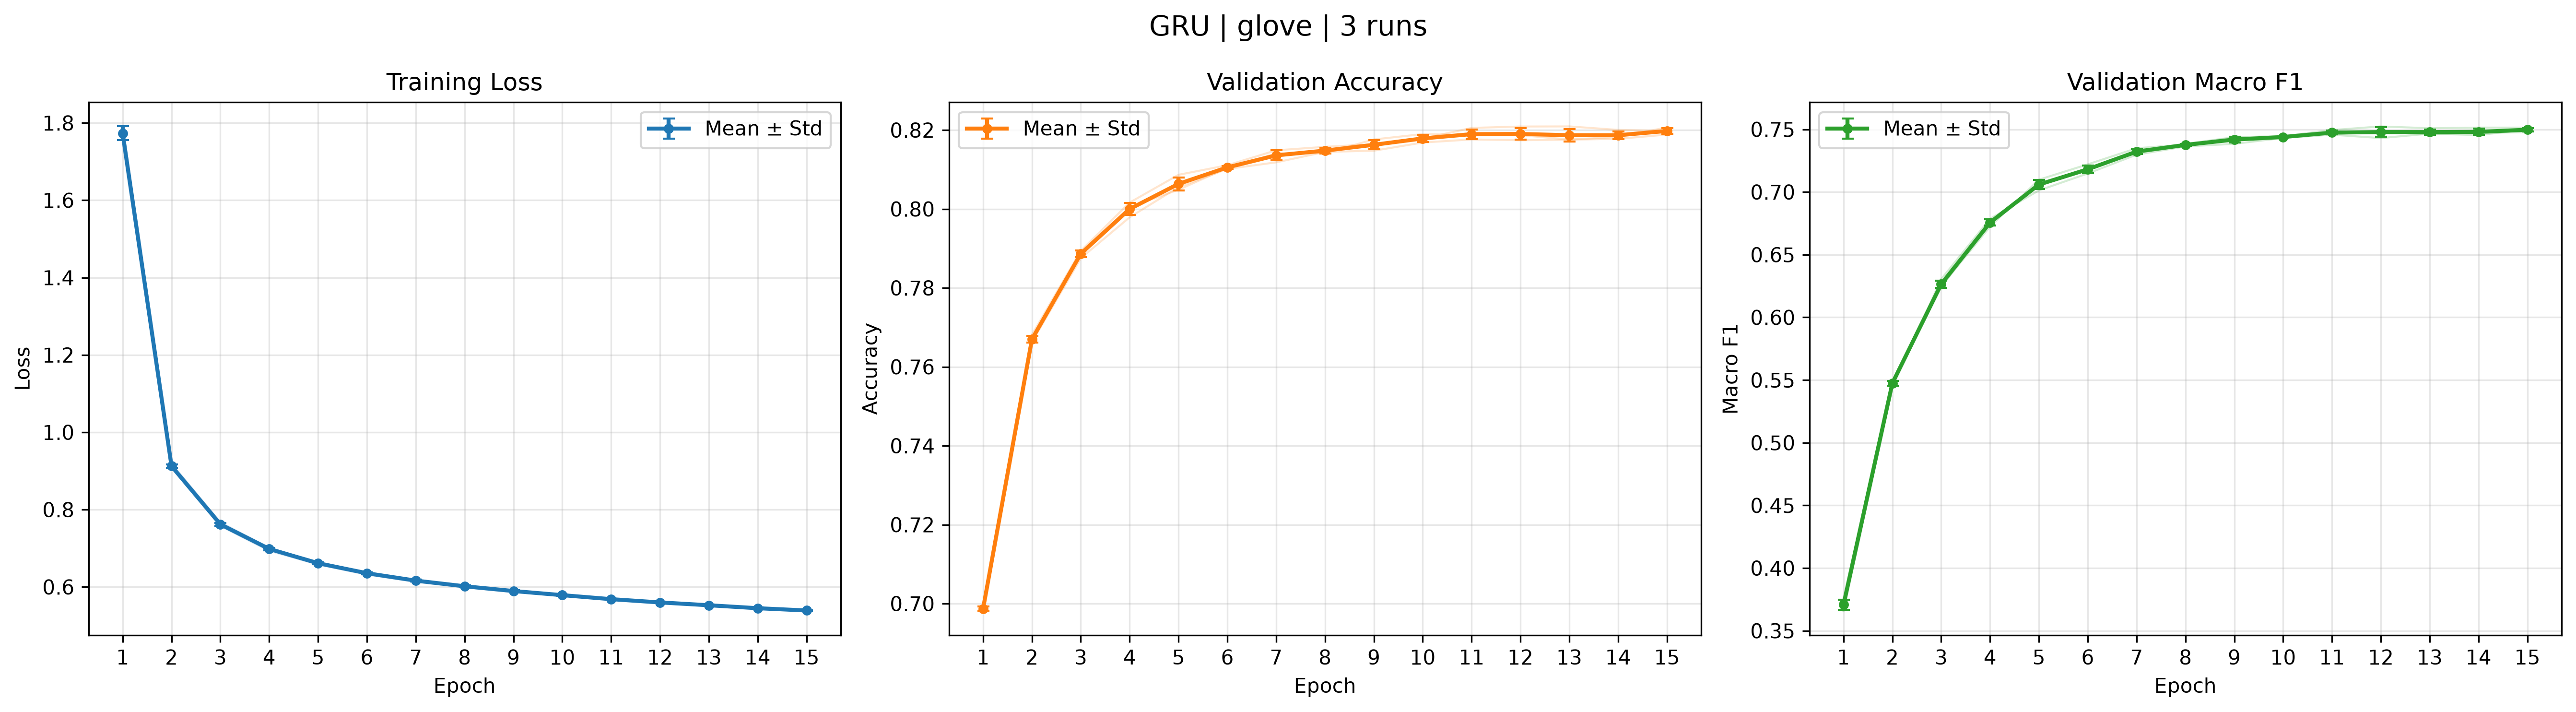 GRU | glove | 3 runs
Training Loss
Mean ± Std
Loss
1.8
1.6
1.4
1.2
1.0
0.8
0.6
1 2 3 4 5 6 7 8 9 10 11 12 13 14 15
Epoch
Validation Accuracy
Mean ± Std
Accuracy
0.82
0.80
0.78
0.76
0.74
0.72
0.70
1 2 3 4 5 6 7 8 9 10 11 12 13 14 15
Epoch
Validation Macro F1
Mean ± Std
Macro F1
0.75
0.70
0.65
0.60
0.55
0.50
0.45
0.40
0.35
1 2 3 4 5 6 7 8 9 10 11 12 13 14 15
Epoch